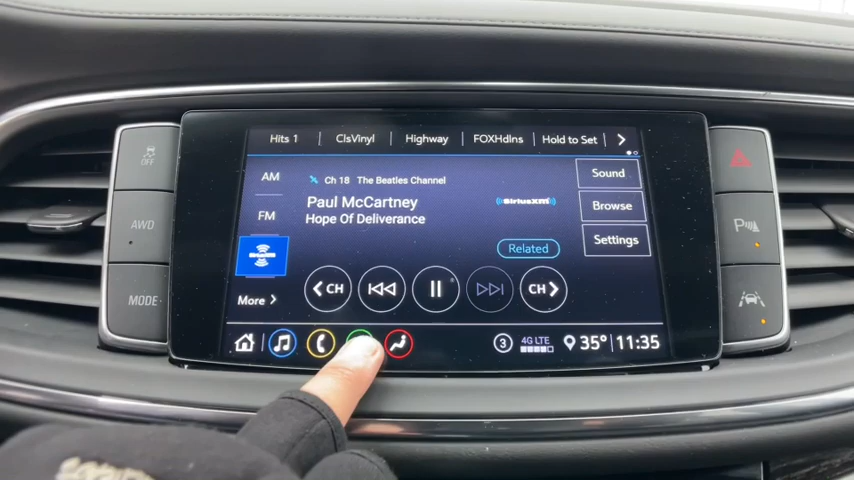 Hits 1 ClsVinyl Highway FOXHdlns Hold to Set
OFF
AM
Ch 18 The Beatles Channel
Sound
Paul McCartney
SiriusXM
Hope Of Deliverance
Browse
FM
AWD
P
Related
Settings
SiriusXM
MODE
More
CH
CH
3 4G LTE 35° 11:35